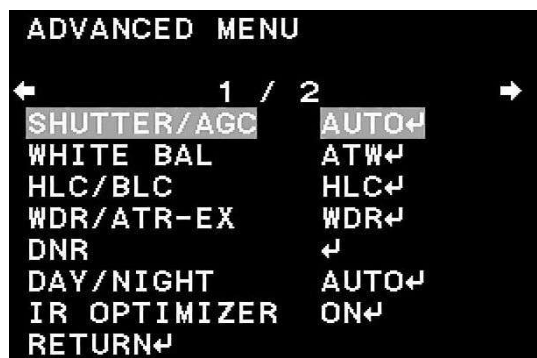 ADVANCED MENU
← 1 / 2 →
SHUTTER/AGC AUTO↵
WHITE BAL ATW↵
HLC/BLC HLC↵
WDR/ATR-EX WDR↵
DNR ↵
DAY/NIGHT AUTO↵
IR OPTIMIZER ON↵
RETURN↵